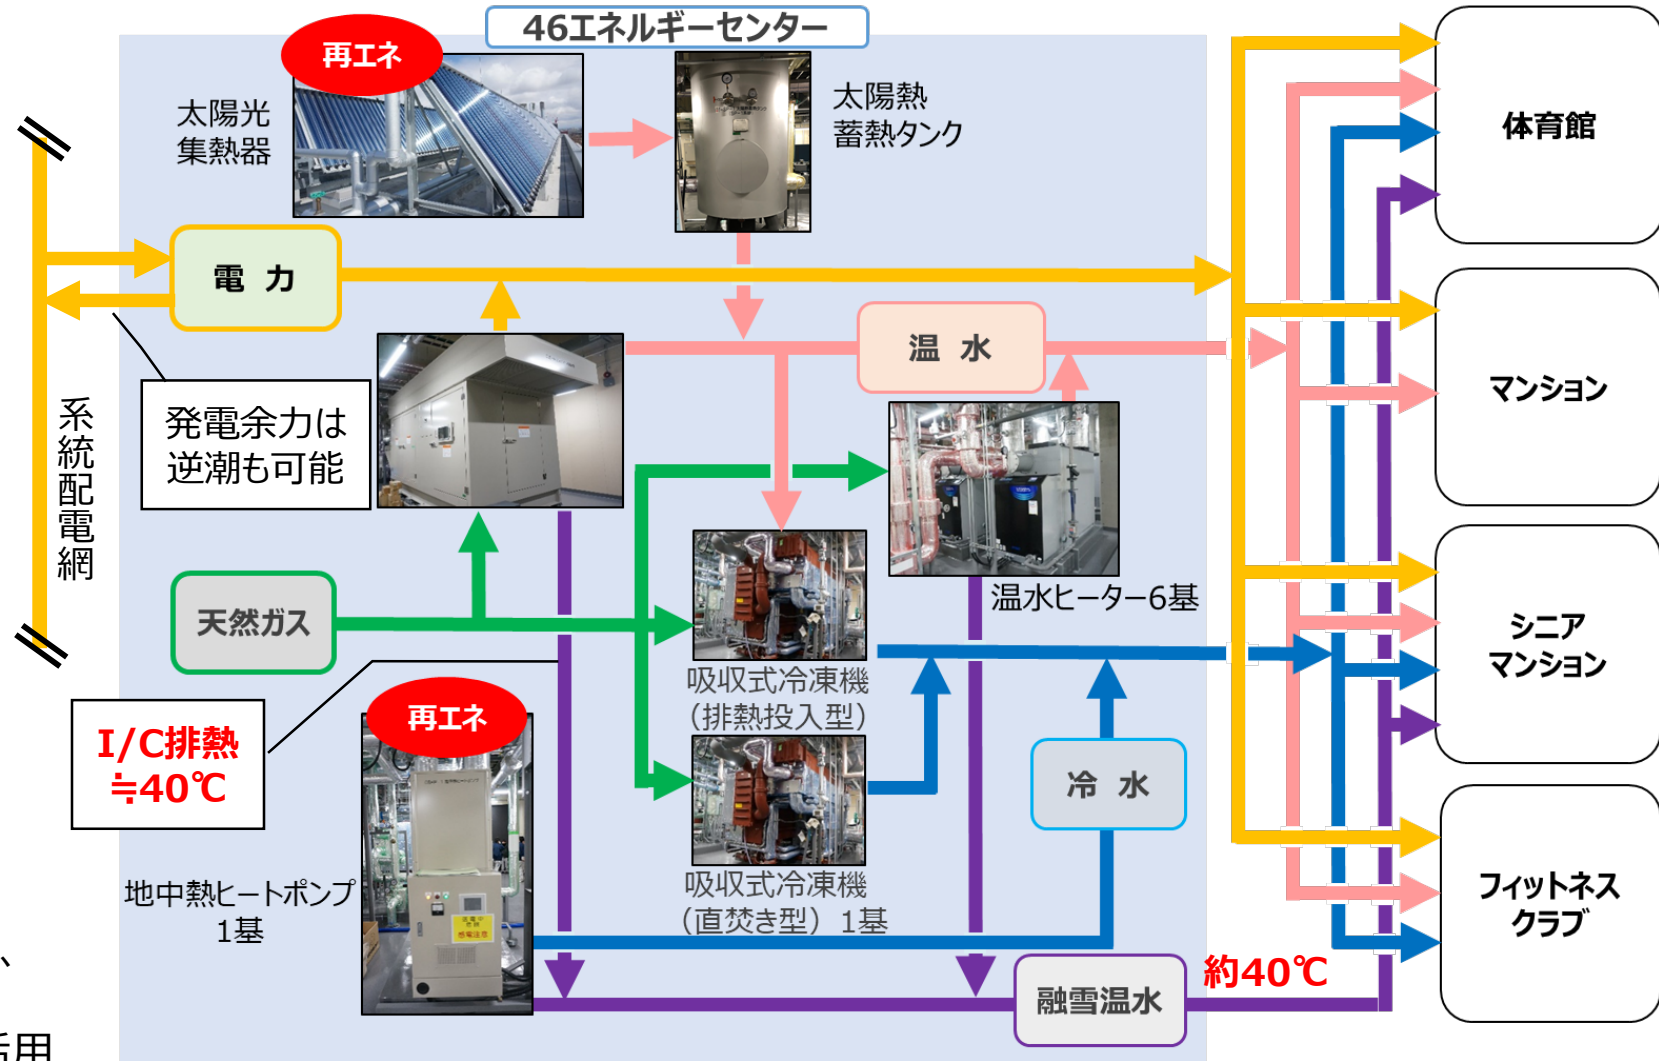 46エネルギーセンター
再エネ
太陽光
集熱器
太陽熱
蓄熱タンク
体育館
電 力
温 水
発電余力は
逆潮も可能
系統配電網
マンション
天然ガス
温水ヒーター6基
吸収式冷凍機
（排熱投入型）
シニア
マンション
再エネ
I/C排熱
≒40℃
冷 水
地中熱ヒートポンプ
1基
吸収式冷凍機
（直焚き型）1基
フィットネス
クラブ
融雪温水
約40℃
、
活用